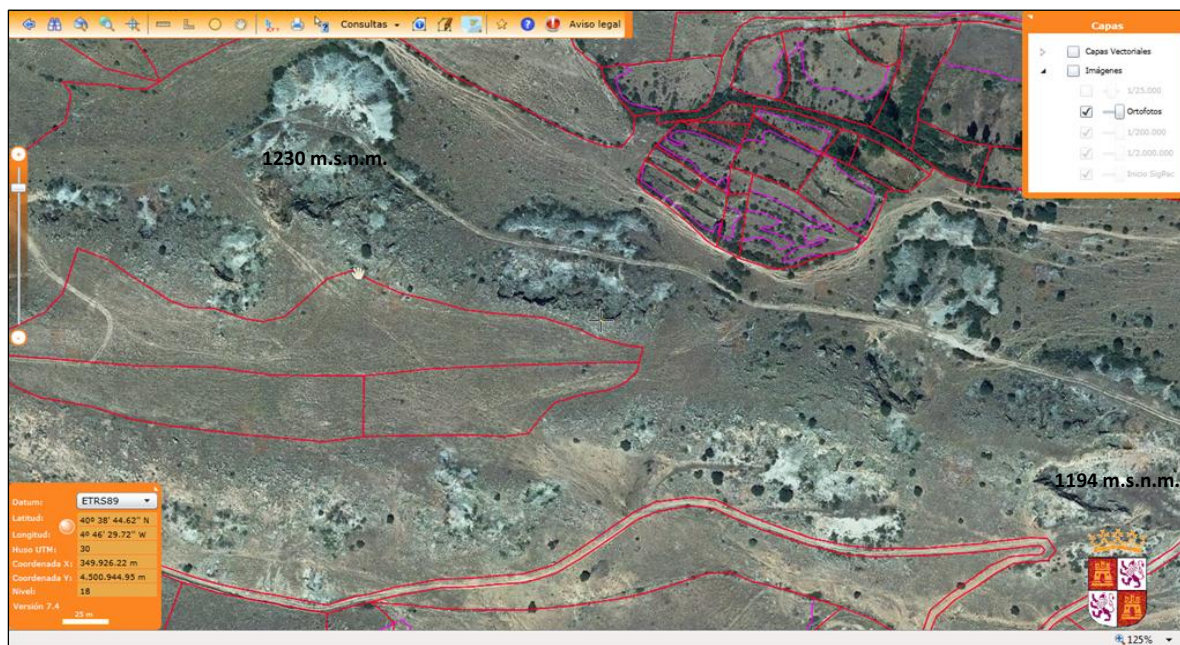 Consultas
Aviso legal
Capas
Capas Vectoriales
Imágenes
1/25.000
Ortofotos
1/200.000
1/2.000.000
Inicio SigPac
1230 m.s.n.m.
1194 m.s.n.m.
Datum: ETRS89
Latitud: 40º 38' 44.62" N
Longitud: 4º 46' 29.72" W
Huso UTM: 30
Coordenada X: 349.926.22 m
Coordenada Y: 4.500.944.95 m
Nivel: 18
Versión 7.4
25 m
125%